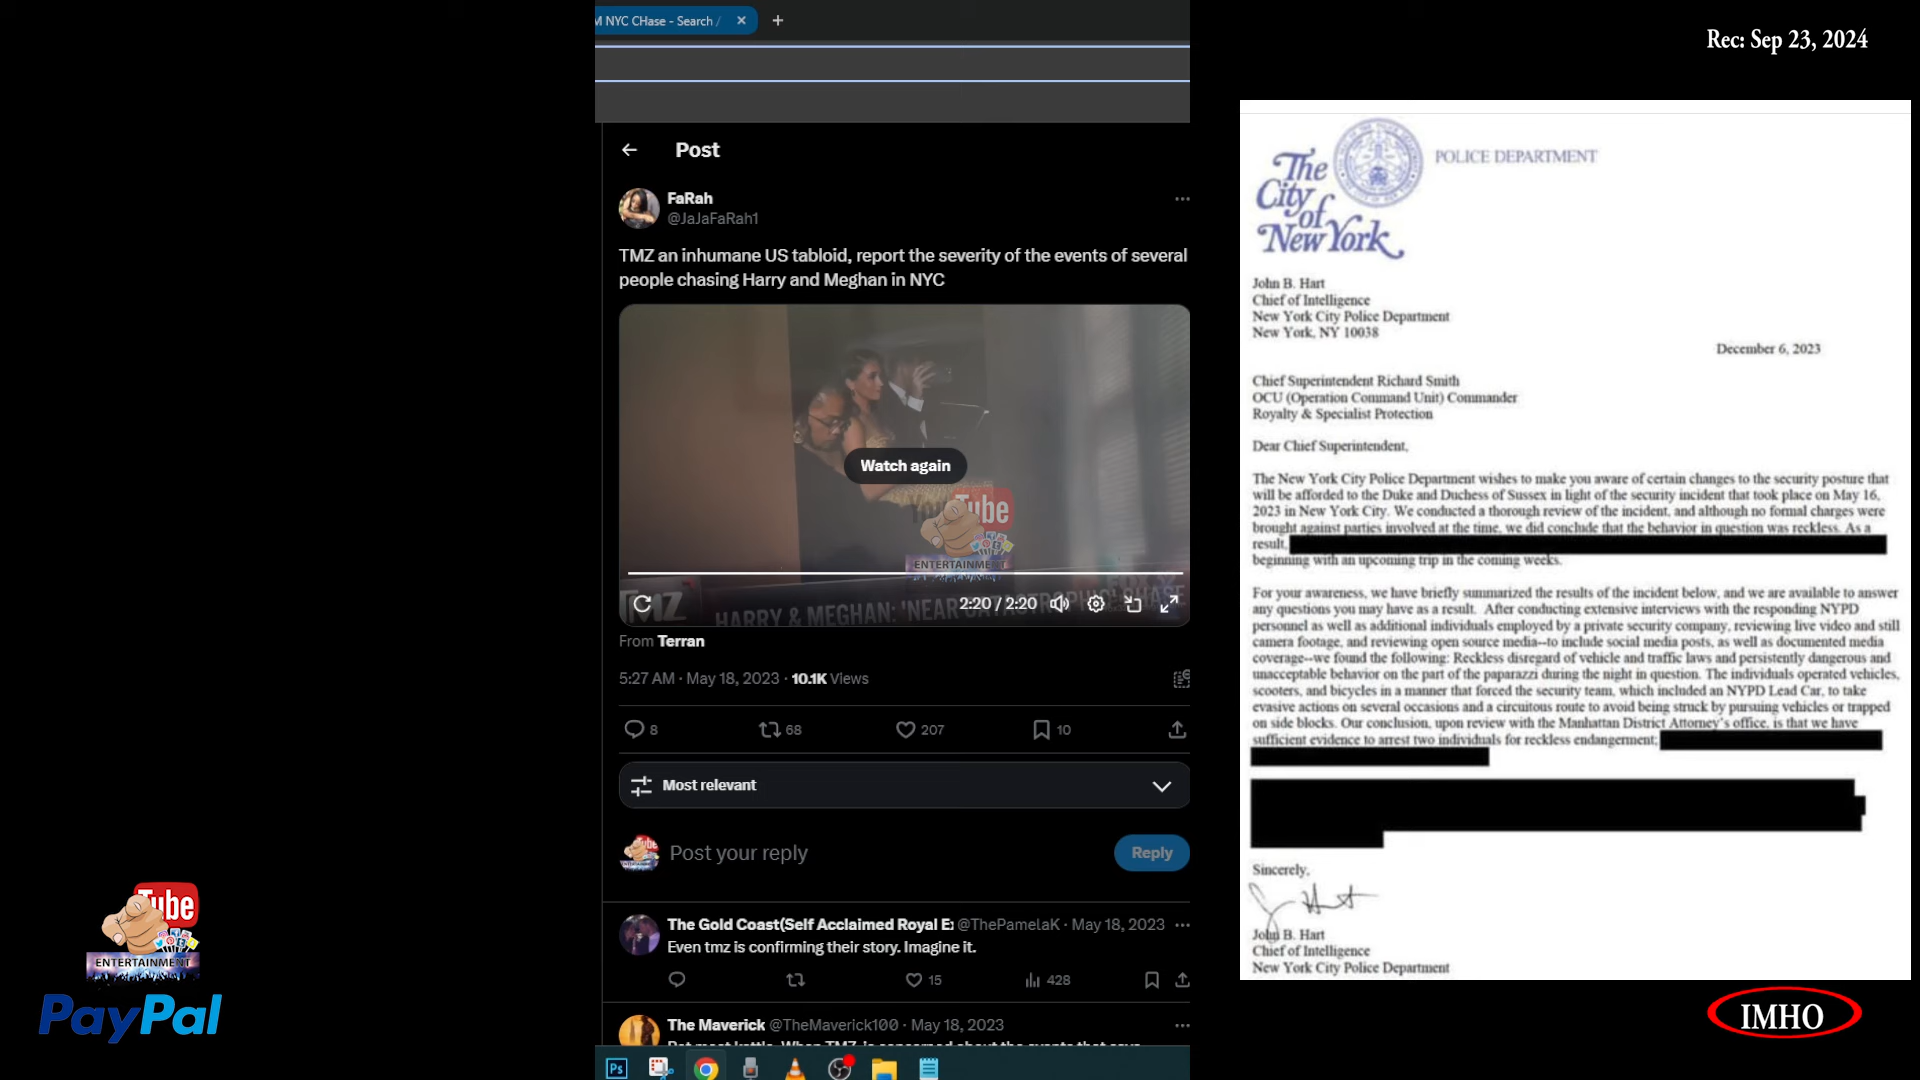 M NYC CHase - Search /
Rec: Sep 23, 2024
Post
FaRah
@JaJaFaRah1
TMZ an inhumane US tabloid, report the severity of the events of several
people chasing Harry and Meghan in NYC
Watch again
YouTube
ENTERTAINMENT
2:20 / 2:20
TMZ
HARRY & MEGHAN: 'NEAR CATASTROPHIC' CHASE
From Terran
5:27 AM · May 18, 2023 · 10.1K Views
8
68
207
10
Most relevant
Post your reply
Reply
The Gold Coast(Self Acclaimed Royal E @ThePamelaK · May 18, 2023
Even tmz is confirming their story. Imagine it.
15
428
The Maverick @TheMaverick100 · May 18, 2023
Ps
Tube
ENTERTAINMENT
PayPal
The
City
of
New York
POLICE DEPARTMENT
John B. Hart
Chief of Intelligence
New York City Police Department
New York, NY 10038
December 6, 2023
Chief Superintendent Richard Smith
OCU (Operation Command Unit) Commander
Royalty & Specialist Protection
Dear Chief Superintendent,
The New York City Police Department wishes to make you aware of certain changes to the security posture that
will be afforded to the Duke and Duchess of Sussex in light of the security incident that took place on May 16,
2023 in New York City. We conducted a thorough review of the incident, and although no formal charges were
brought against parties involved at the time, we did conclude that the behavior in question was reckless. As a
result,
beginning with an upcoming trip in the coming weeks.
For your awareness, we have briefly summarized the results of the incident below, and we are available to answer
any questions you may have as a result. After conducting extensive interviews with the responding NYPD
personnel as well as additional individuals employed by a private security company, reviewing live video and still
camera footage, and reviewing open source media--to include social media posts, as well as documented media
coverage--we found the following: Reckless disregard of vehicle and traffic laws and persistently dangerous and
unacceptable behavior on the part of the paparazzi during the night in question. The individuals operated vehicles,
scooters, and bicycles in a manner that forced the security team, which included an NYPD Lead Car, to take
evasive actions on several occasions and a circuitous route to avoid being struck by pursuing vehicles or trapped
on side blocks. Our conclusion, upon review with the Manhattan District Attorney's office, is that we have
sufficient evidence to arrest two individuals for reckless endangerment;
Sincerely,
John B. Hart
Chief of Intelligence
New York City Police Department
IMHO